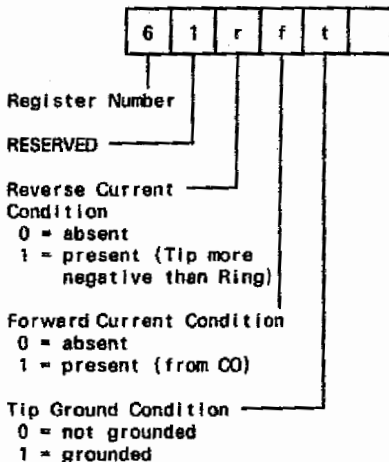 6 1 r f t
Register Number
RESERVED
Reverse Current
Condition
0 = absent
1 = present (Tip more
negative than Ring)
Forward Current Condition
0 = absent
1 = present (from CO)
Tip Ground Condition
0 = not grounded
1 = grounded